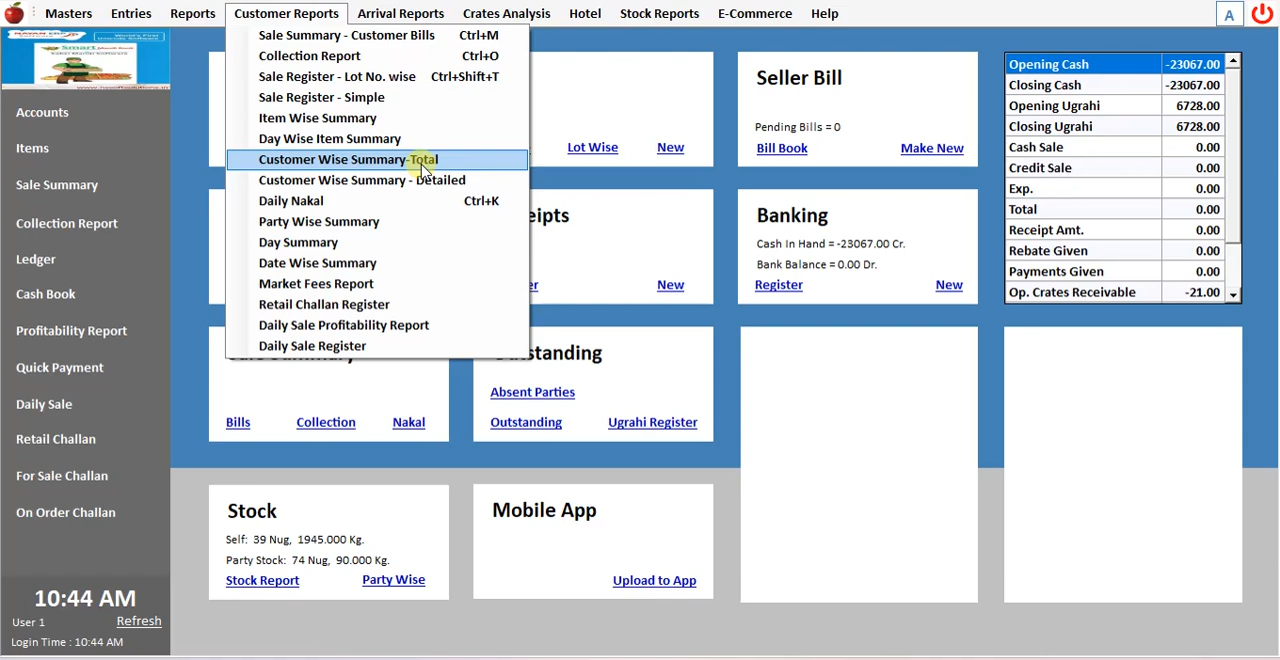 Masters Entries Reports Customer Reports Arrival Reports Crates Analysis Hotel Stock Reports E-Commerce Help A
Smart
Accounts
Items
Sale Summary
Collection Report
Ledger
Cash Book
Profitability Report
Quick Payment
Daily Sale
Retail Challan
For Sale Challan
On Order Challan
10:44 AM
User 1 Refresh
Login Time : 10:44 AM
Sale Summary - Customer Bills Ctrl+M
Collection Report Ctrl+O
Sale Register - Lot No. wise Ctrl+Shift+T
Sale Register - Simple
Item Wise Summary
Day Wise Item Summary
Customer Wise Summary-Total
Customer Wise Summary - Detailed
Daily Nakal Ctrl+K
Party Wise Summary
Day Summary
Date Wise Summary
Market Fees Report
Retail Challan Register
Daily Sale Profitability Report
Daily Sale Register
Lot Wise New
Seller Bill
Pending Bills = 0
Bill Book Make New
New
Banking
Cash In Hand = -23067.00 Cr.
Bank Balance = 0.00 Dr.
Register New
Bills Collection Nakal
Absent Parties
Outstanding Ugrahi Register
Stock
Self: 39 Nug, 1945.000 Kg.
Party Stock: 74 Nug, 90.000 Kg.
Stock Report Party Wise
Mobile App
Upload to App
Opening Cash -23067.00
Closing Cash -23067.00
Opening Ugrahi 6728.00
Closing Ugrahi 6728.00
Cash Sale 0.00
Credit Sale 0.00
Exp. 0.00
Total 0.00
Receipt Amt. 0.00
Rebate Given 0.00
Payments Given 0.00
Op. Crates Receivable -21.00